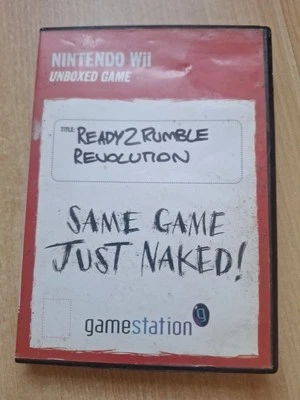 NINTENDO Wii
UNBOXED GAME
TITLE: READY 2 RUMBLE
REVOLUTION
SAME GAME
JUST NAKED!
gamestation g